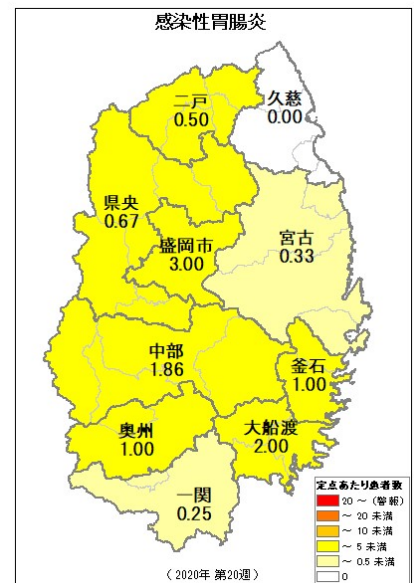 感染性胃腸炎
二戸
0.50
久慈
0.00
県央
0.67
盛岡市
3.00
宮古
0.33
中部
1.86
釜石
1.00
奥州
1.00
大船渡
2.00
一関
0.25
定点あたり患者数
20 ～ (警報)
～ 20 未満
～ 10 未満
～ 5 未満
～ 0.5 未満
0
（2020年 第20週）